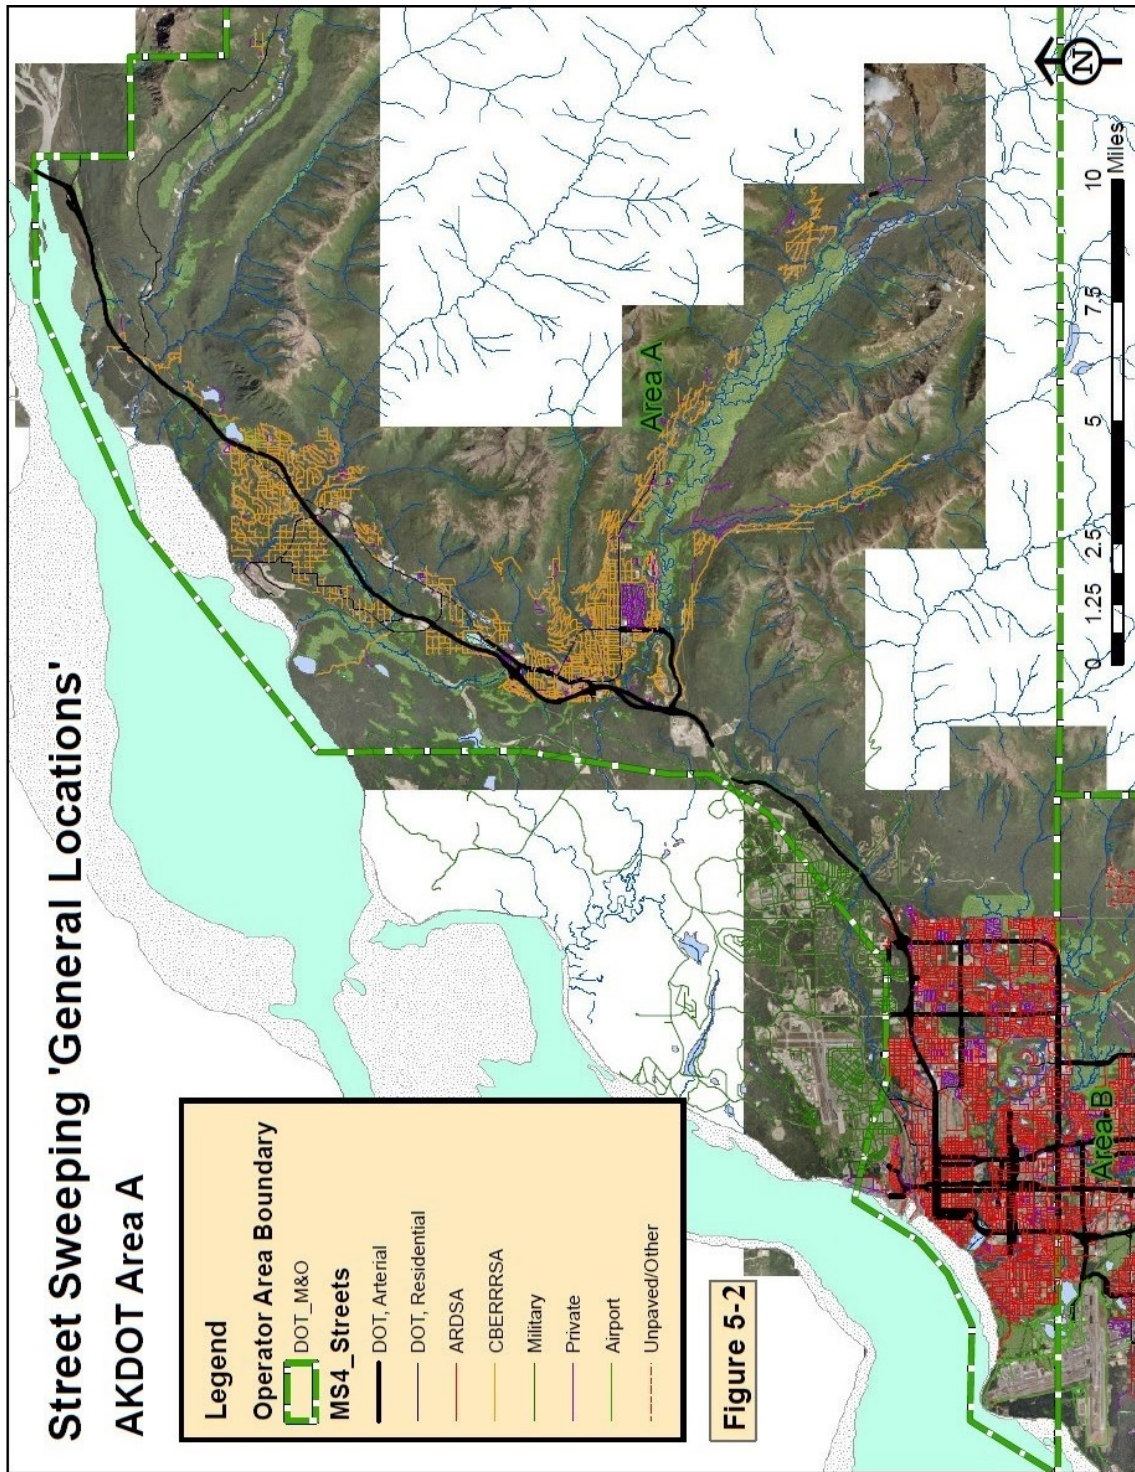 Street Sweeping 'General Locations'
AKDOT Area A
Legend
Operator Area Boundary
DOT_M&O
MS4_Streets
DOT, Arterial
DOT, Residential
ARDSA
CBERRRSA
Military
Private
Airport
Unpaved/Other
Figure 5-2
Area A
Area B
N
0 1.25 2.5 5 7.5 10
Miles